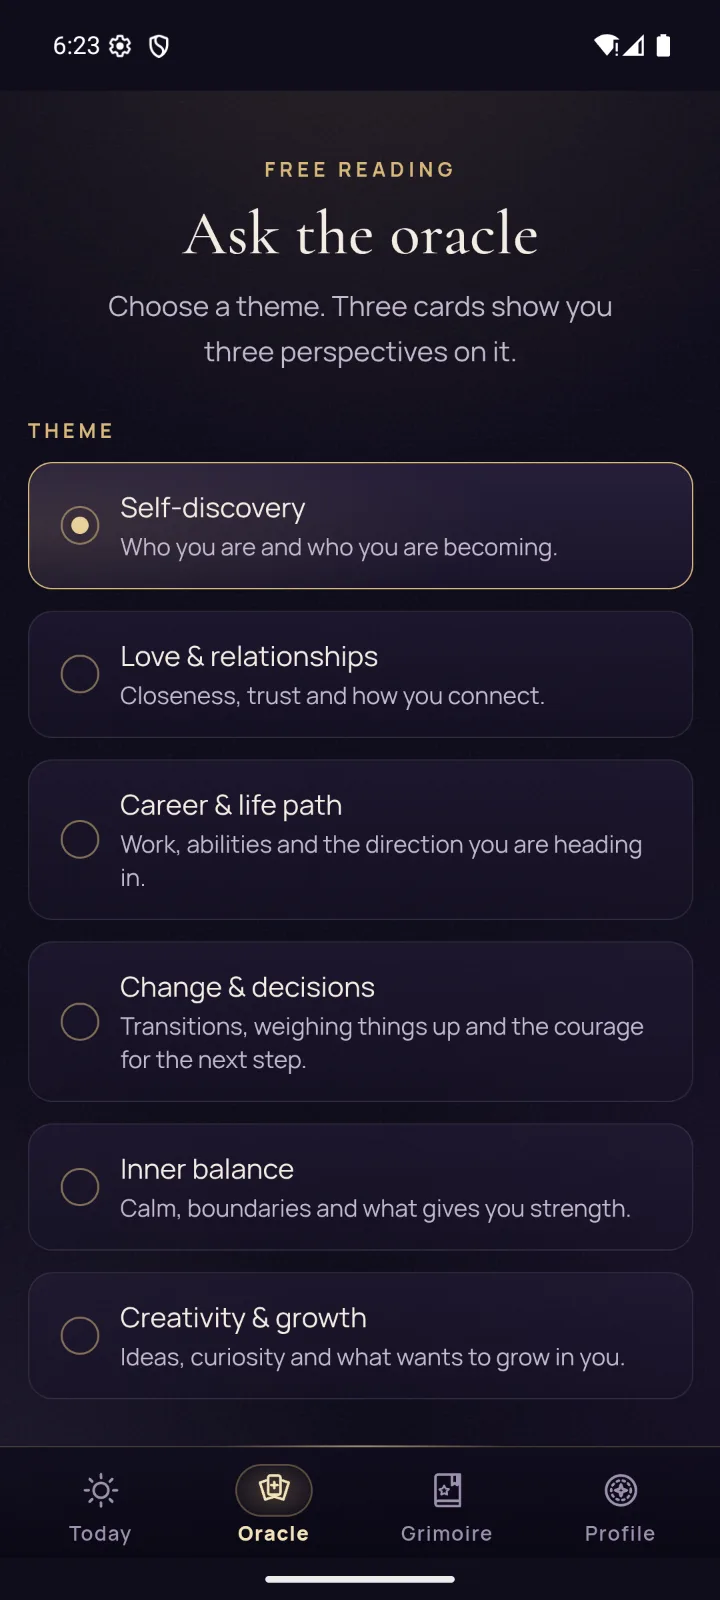 6:23
FREE READING
Ask the oracle
Choose a theme. Three cards show you
three perspectives on it.
THEME
Self-discovery
Who you are and who you are becoming.
Love & relationships
Closeness, trust and how you connect.
Career & life path
Work, abilities and the direction you are heading
in.
Change & decisions
Transitions, weighing things up and the courage
for the next step.
Inner balance
Calm, boundaries and what gives you strength.
Creativity & growth
Ideas, curiosity and what wants to grow in you.
Today
Oracle
Grimoire
Profile